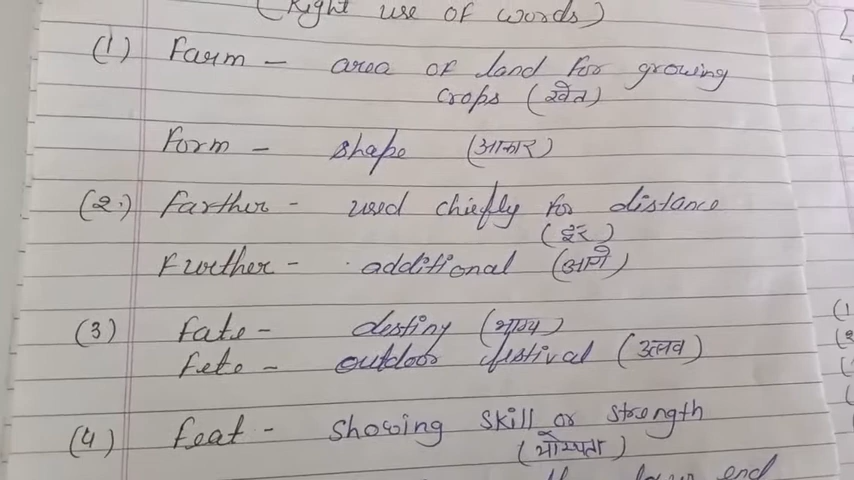 (Right use of words)
(1) Farm - area of land for growing
crops (खेत)
Form - shape (आकार)
(2.) Farther - used chiefly for distance
(दूर)
Further - additional (आगे)
(3) Fate - destiny (भाग्य)
Fete - outdoor festival (उत्सव)
(4) Feat - showing skill or strength
(योग्यता)
lower end